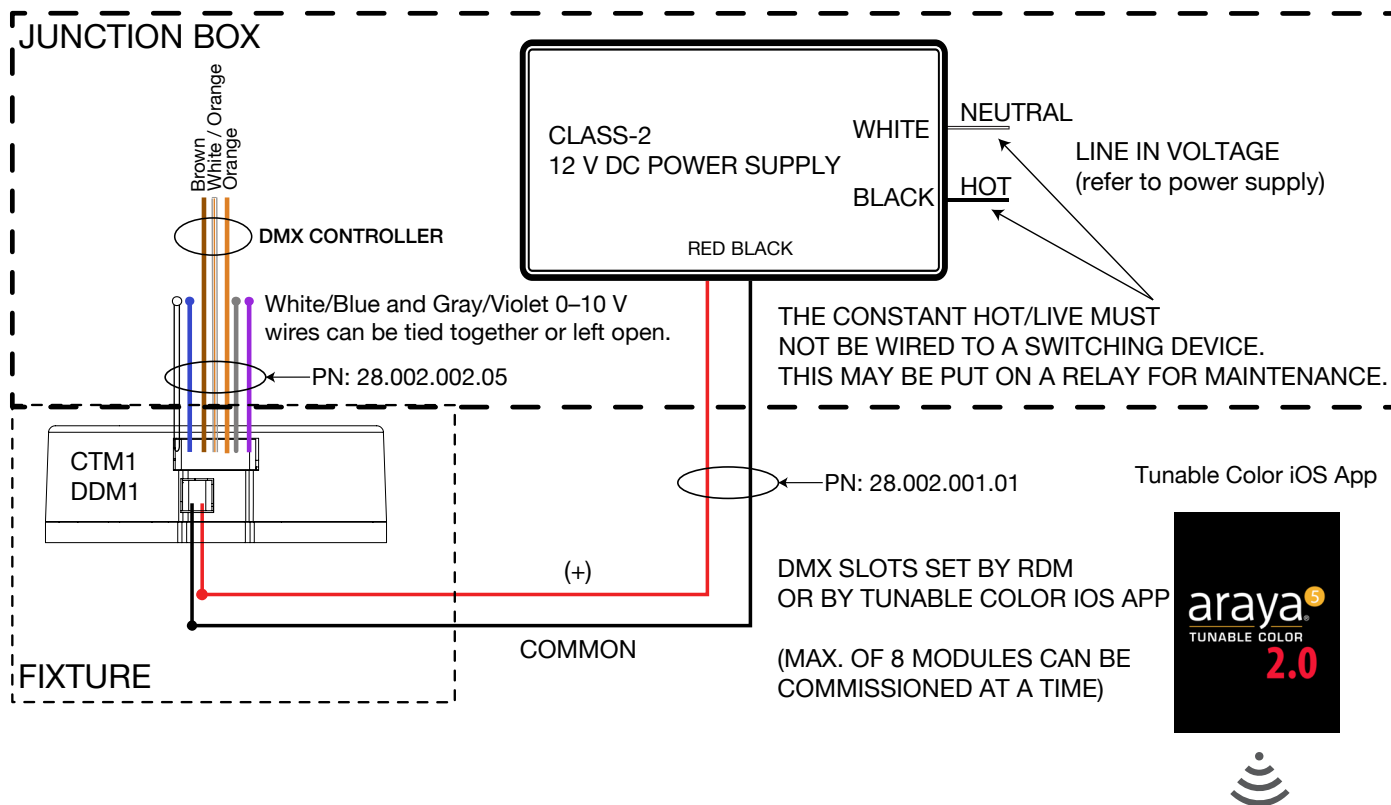 JUNCTION BOX
Brown
White / Orange
Orange
DMX CONTROLLER
White/Blue and Gray/Violet 0–10 V
wires can be tied together or left open.
PN: 28.002.002.05
CLASS-2
12 V DC POWER SUPPLY
WHITE
BLACK
RED BLACK
NEUTRAL
HOT
LINE IN VOLTAGE
(refer to power supply)
THE CONSTANT HOT/LIVE MUST
NOT BE WIRED TO A SWITCHING DEVICE.
THIS MAY BE PUT ON A RELAY FOR MAINTENANCE.
CTM1
DDM1
FIXTURE
(+)
COMMON
PN: 28.002.001.01
DMX SLOTS SET BY RDM
OR BY TUNABLE COLOR IOS APP
(MAX. OF 8 MODULES CAN BE
COMMISSIONED AT A TIME)
Tunable Color iOS App
araya®5
TUNABLE COLOR
2.0